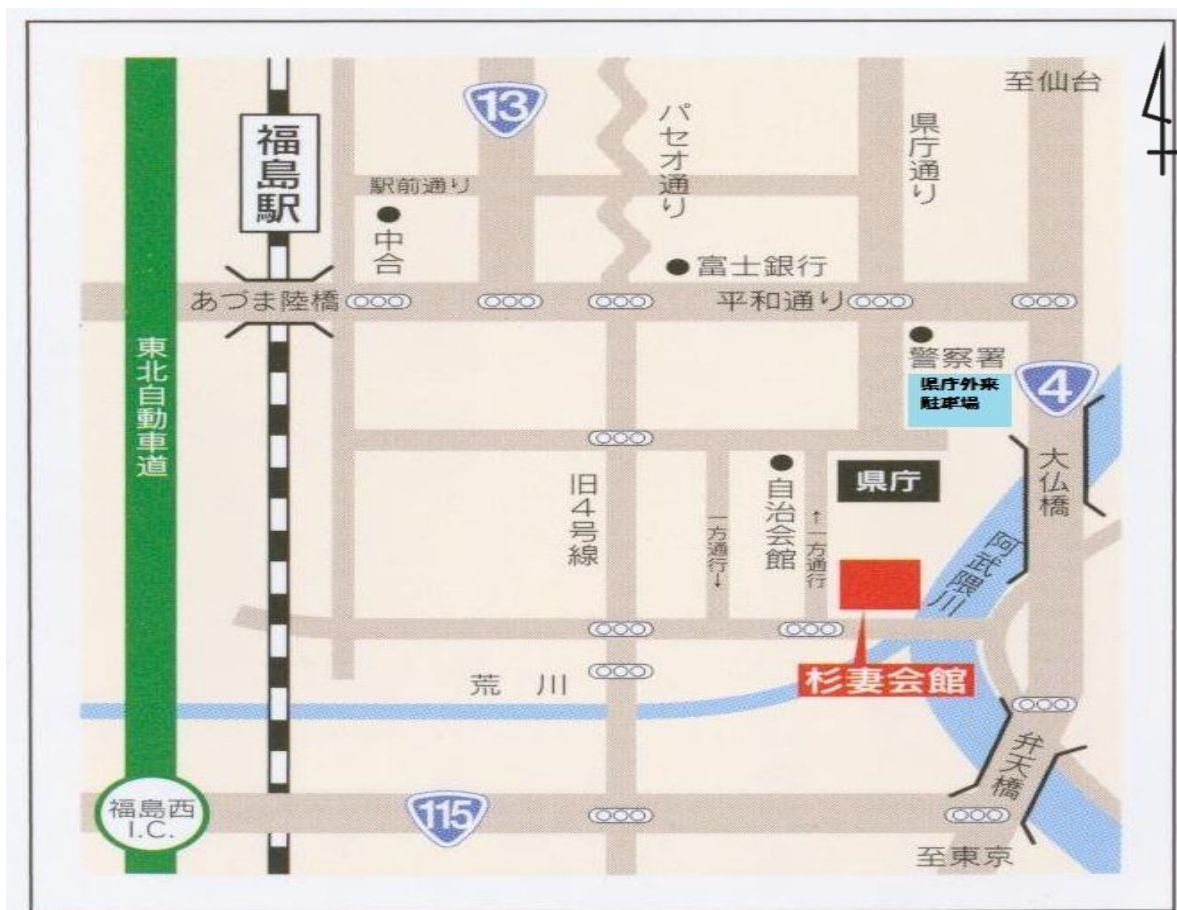 至仙台
13
パセオ通り
県庁通り
福島駅
駅前通り
中合
富士銀行
あづま陸橋
平和通り
東北自動車道
警察署
県庁外来
駐車場
4
大仏橋
県庁
自治会館
旧4号線
一方通行↓
↑一方通行
阿武隈川
杉妻会館
荒川
弁天橋
福島西
I.C.
115
至東京